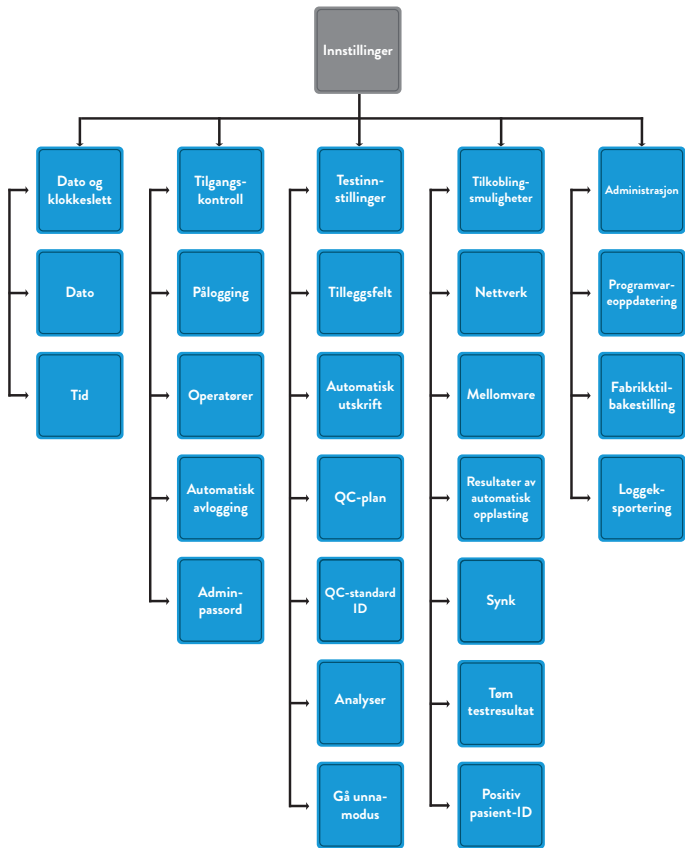 Innstillinger
Dato og
klokkeslett
Dato
Tid
Tilgangs-
kontroll
Pålogging
Operatører
Automatisk
avlogging
Admin-
passord
Testinn-
stillinger
Tilleggsfelt
Automatisk
utskrift
QC-plan
QC-standard
ID
Analyser
Gå unna-
modus
Tilkobling-
smuligheter
Nettverk
Mellomvare
Resultater av
automatisk
opplasting
Synk
Tøm
testresultat
Positiv
pasient-ID
Administrasjon
Programvar-
eoppdatering
Fabrikktil-
bakestilling
Loggek-
sportering